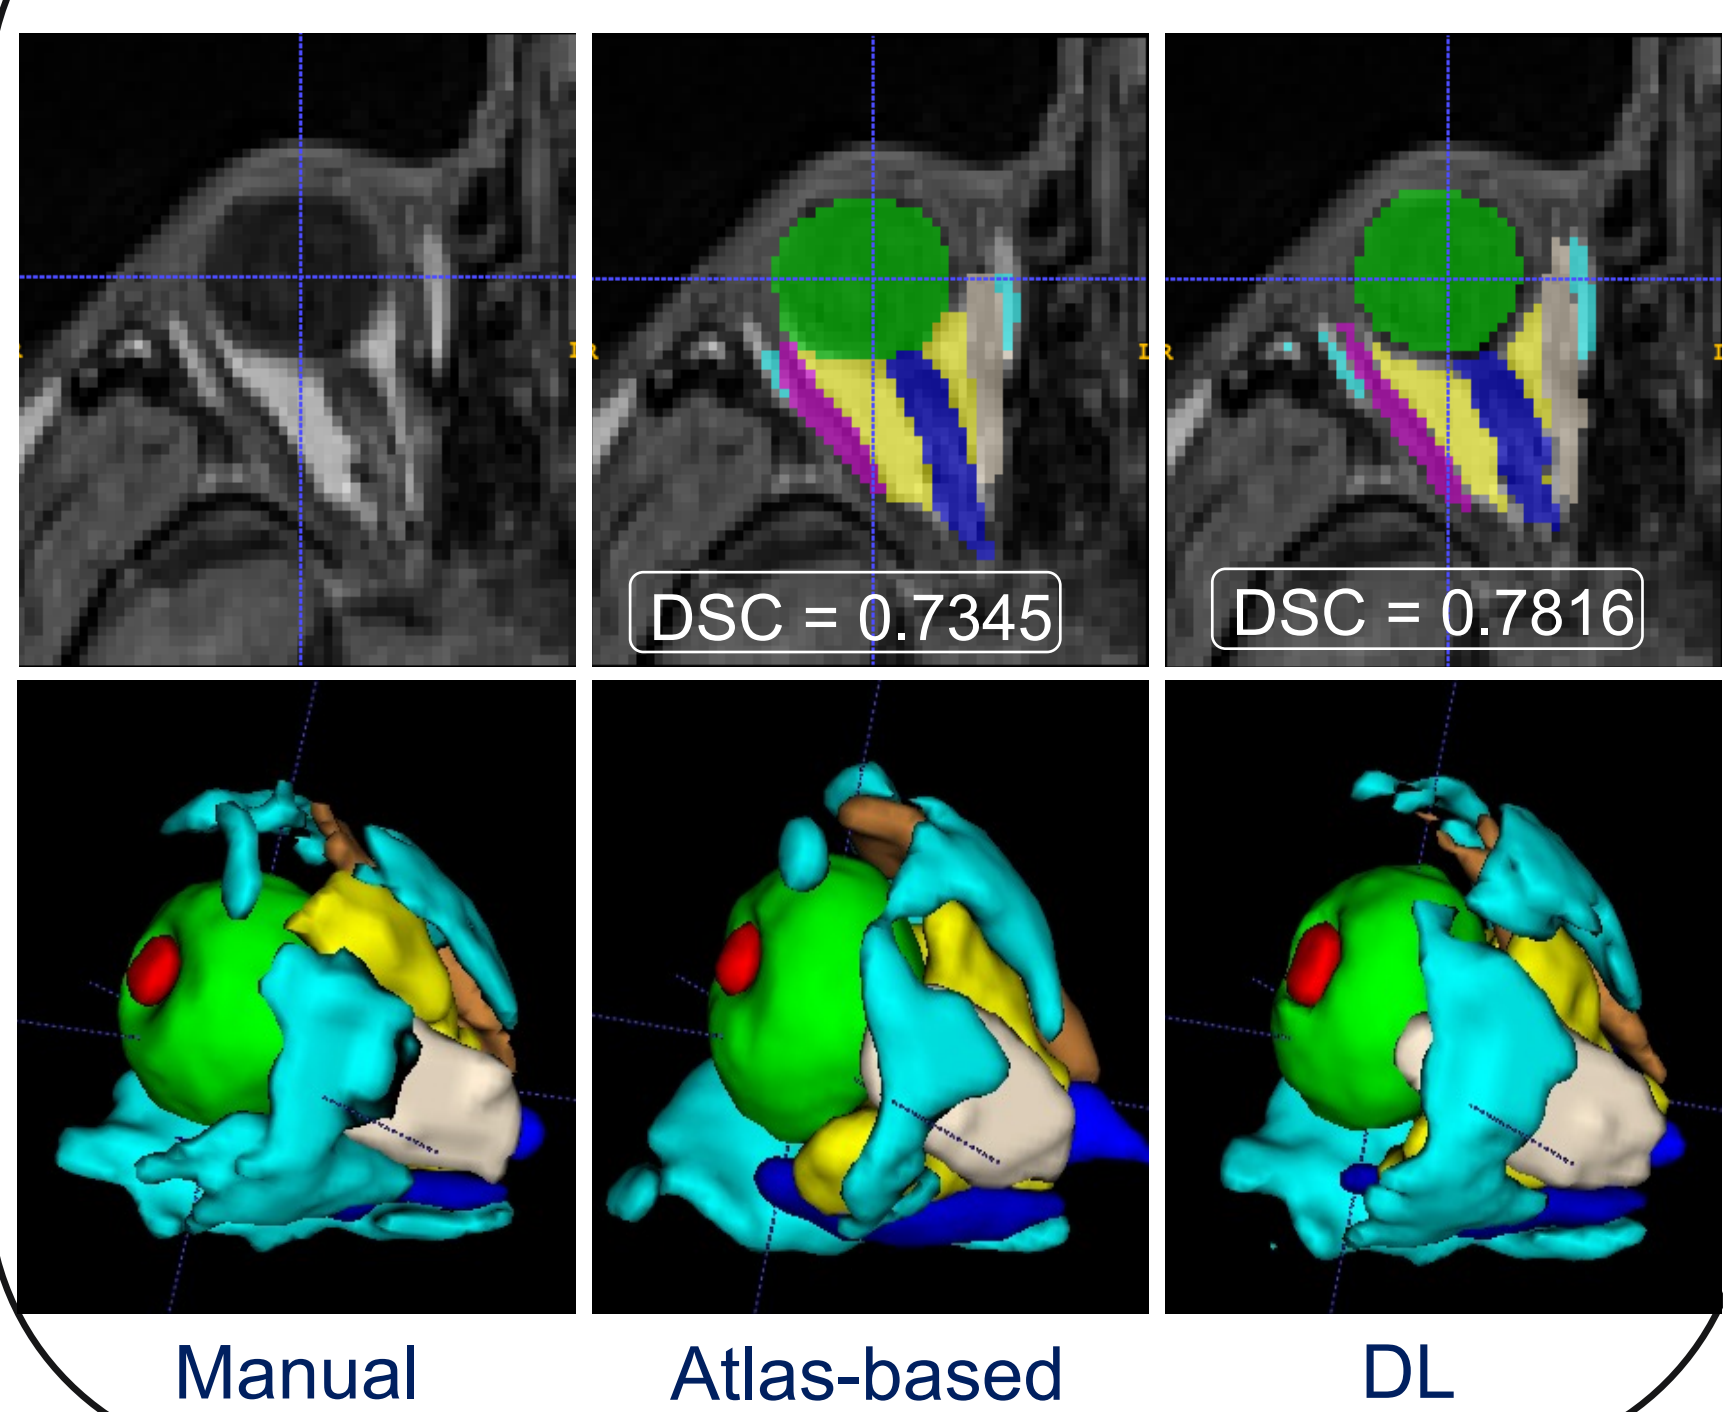 R
R
DSC = 0.7345
DSC = 0.7816
Manual
Atlas-based
DL